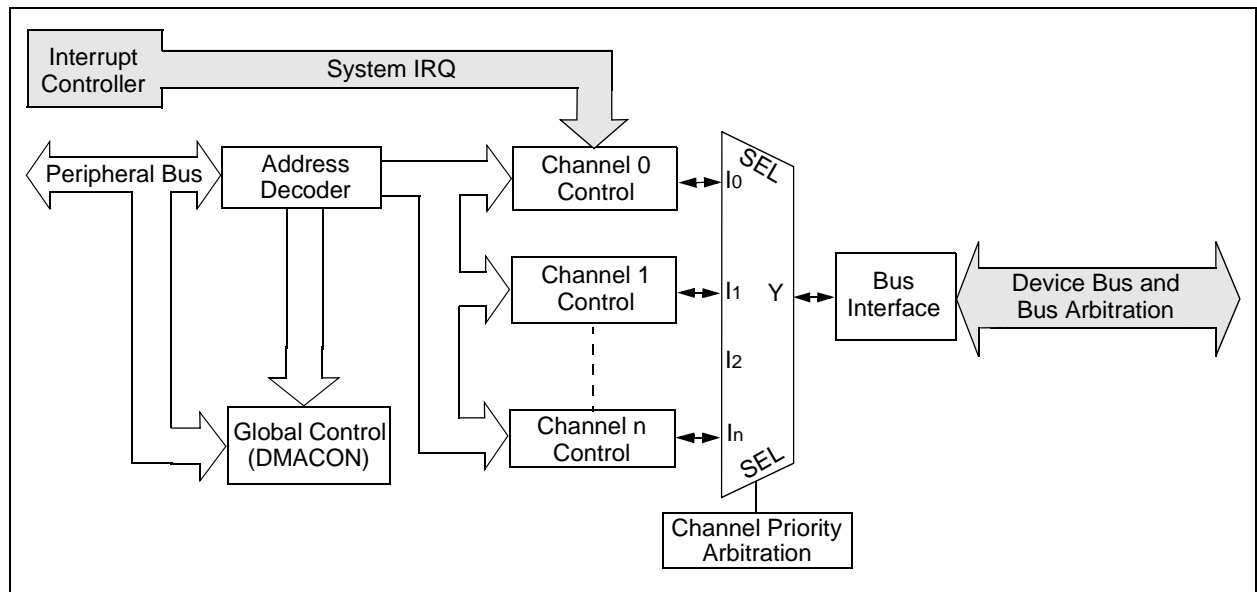 Interrupt
Controller
System IRQ
Peripheral Bus
Address
Decoder
Channel 0
Control
Channel 1
Control
Channel n
Control
Global Control
(DMACON)
SEL
I0
I1
Y
I2
In
SEL
Channel Priority
Arbitration
Bus
Interface
Device Bus and
Bus Arbitration